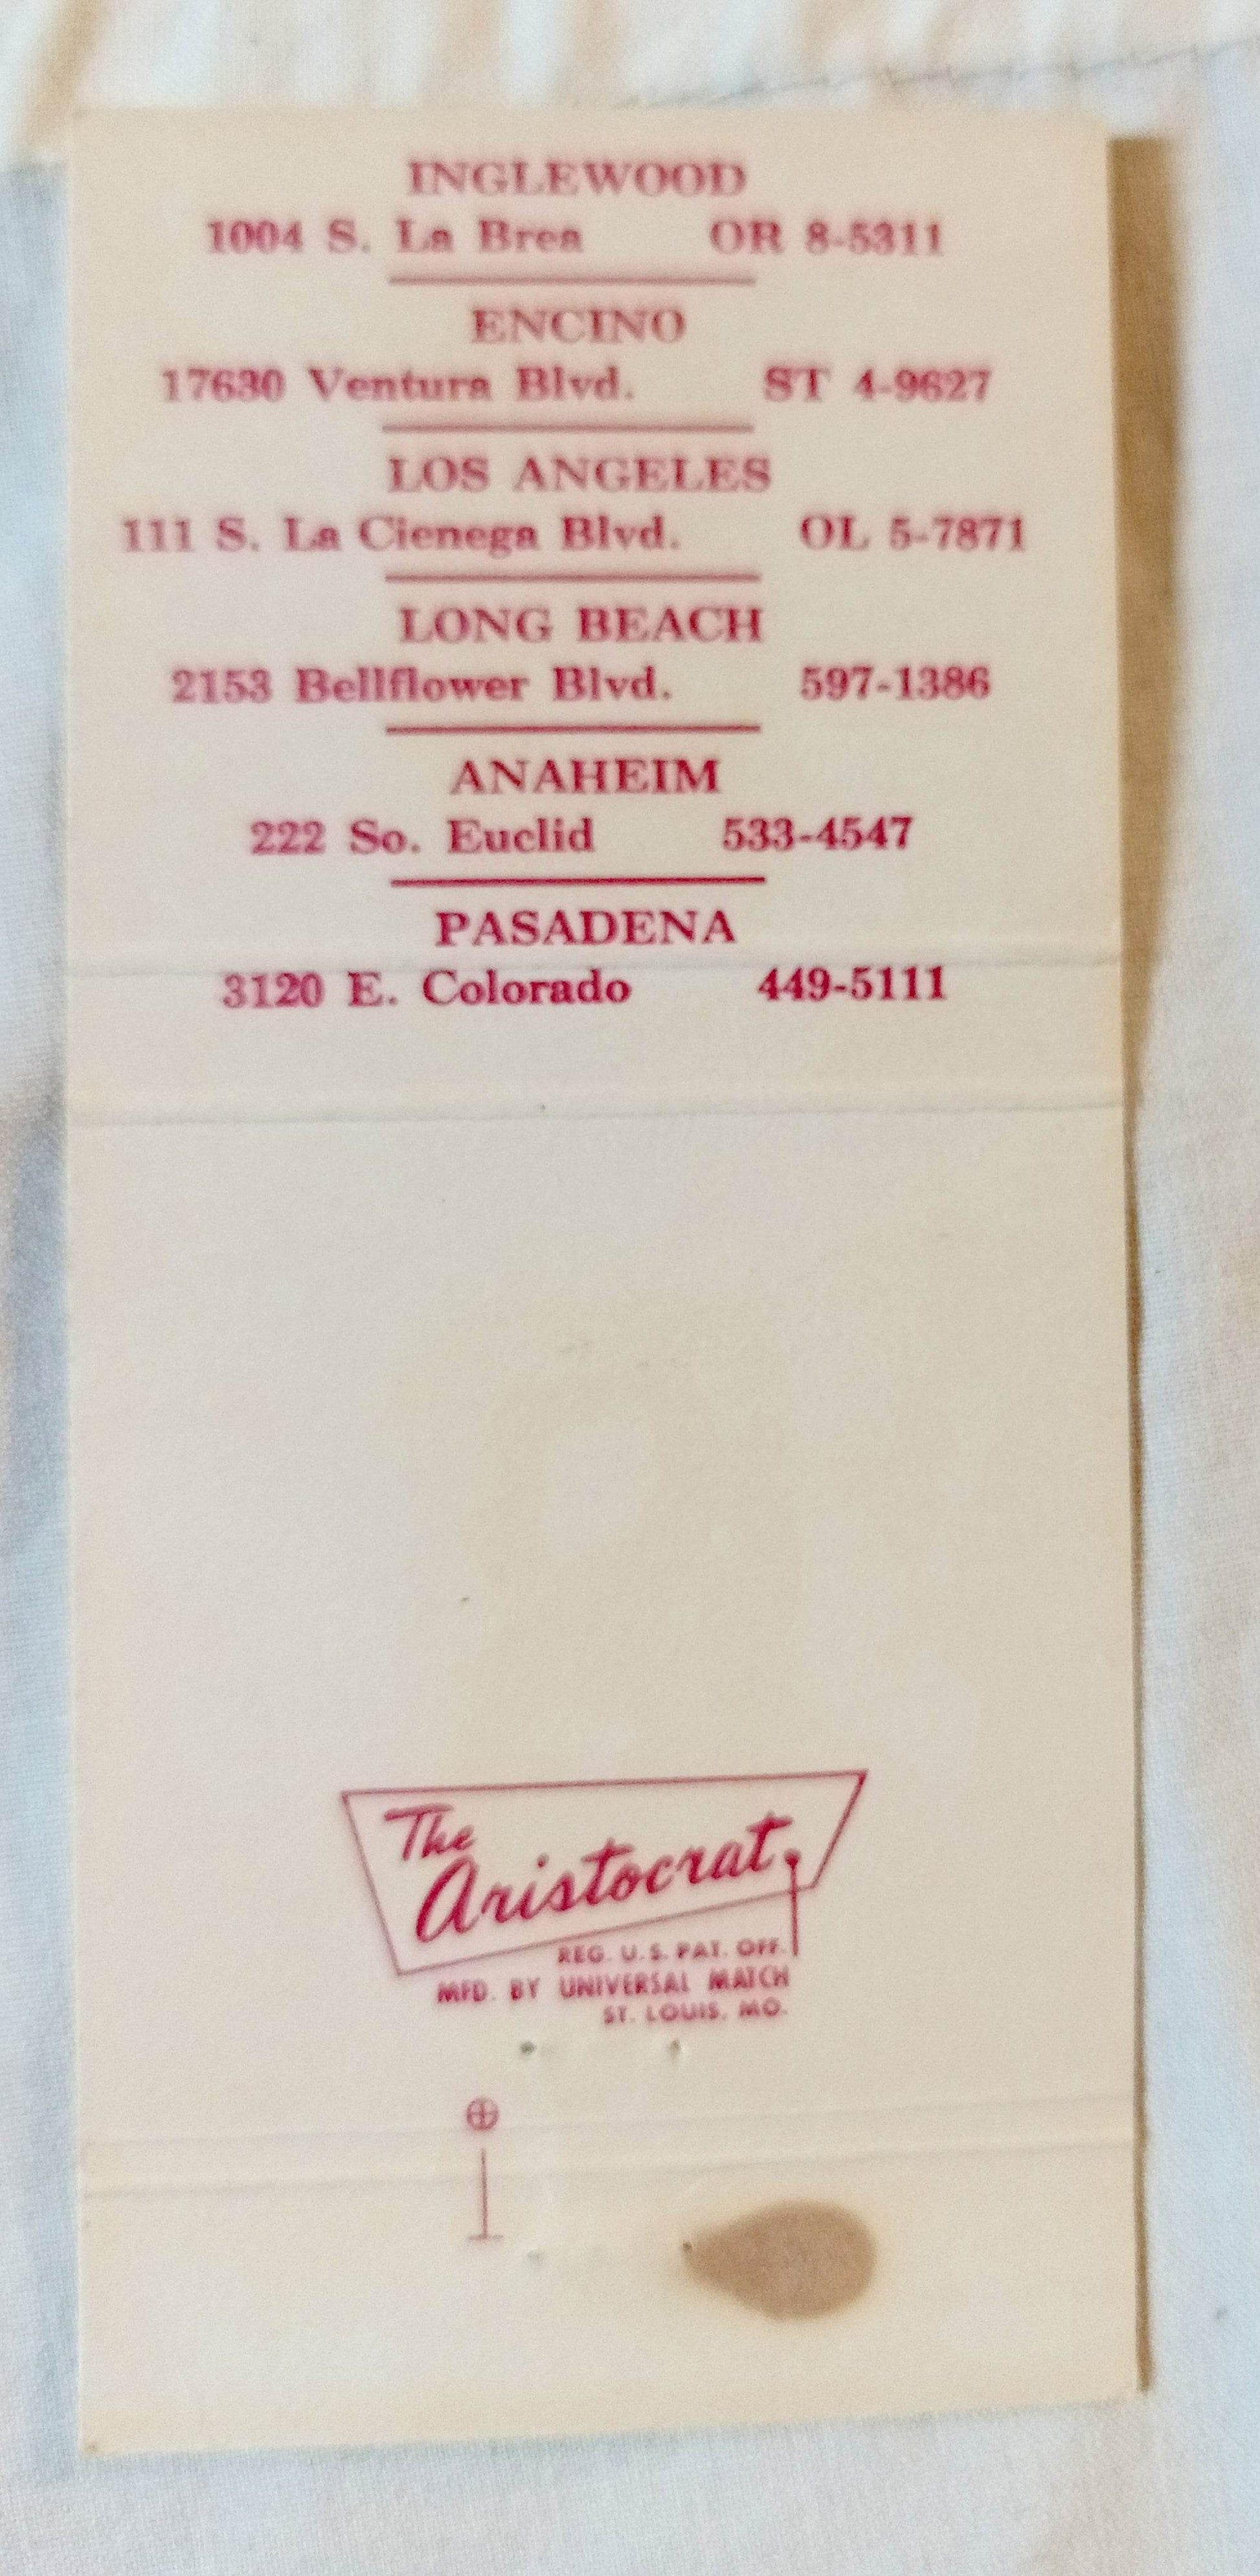 INGLEWOOD
1004 S. La Brea OR 8-5311
ENCINO
17630 Ventura Blvd. ST 4-9627
LOS ANGELES
111 S. La Cienega Blvd. OL 5-7871
LONG BEACH
2153 Bellflower Blvd. 597-1386
ANAHEIM
222 So. Euclid 533-4547
PASADENA
3120 E. Colorado 449-5111
The
Aristocrat
REG. U.S. PAT. OFF.
MFD. BY UNIVERSAL MATCH
ST. LOUIS, MO.